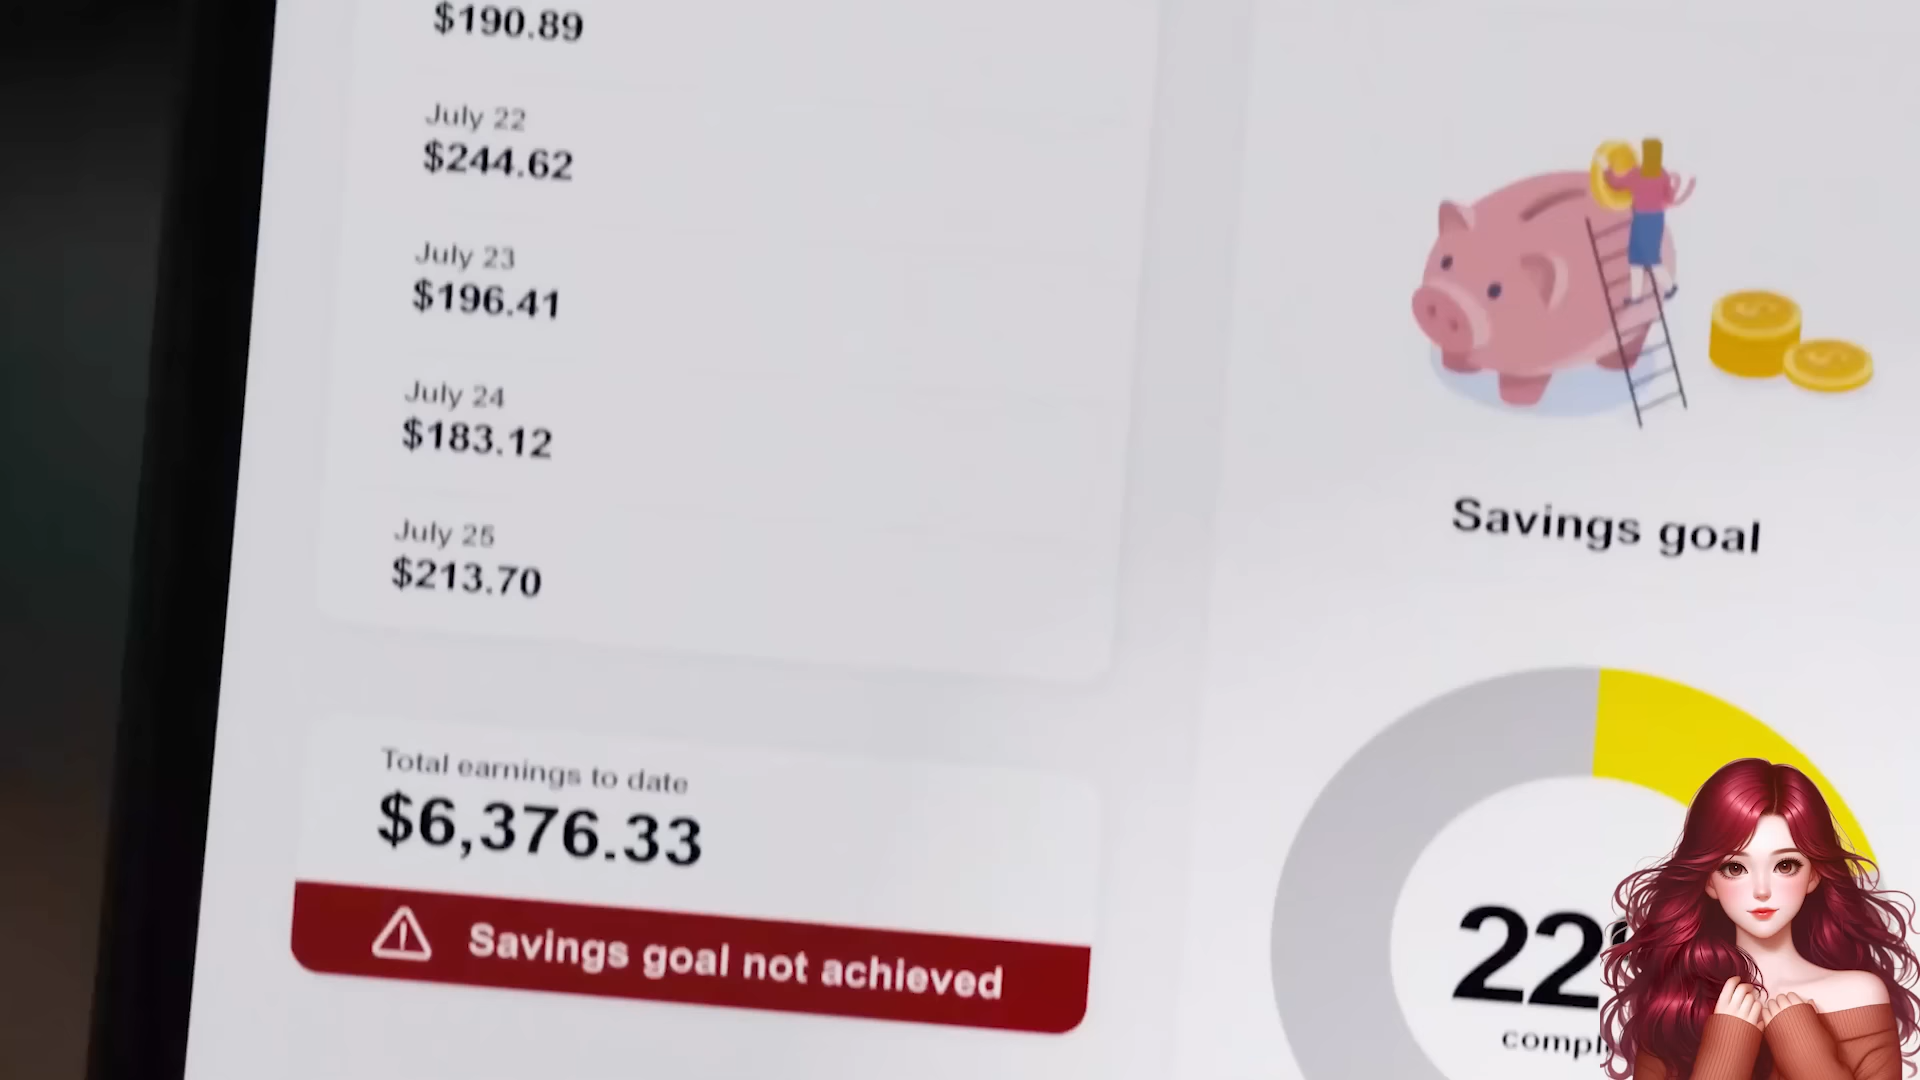 $190.89
July 22
$244.62
July 23
$196.41
July 24
$183.12
July 25
$213.70
Total earnings to date
$6,376.33
Savings goal not achieved
Savings goal
22